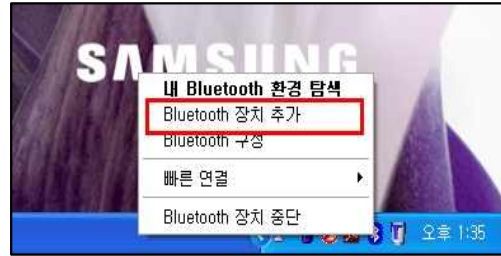 SAMSUNG
내 Bluetooth 환경 탐색
Bluetooth 장치 추가
Bluetooth 구성
빠른 연결
Bluetooth 장치 중단
오후 1:35